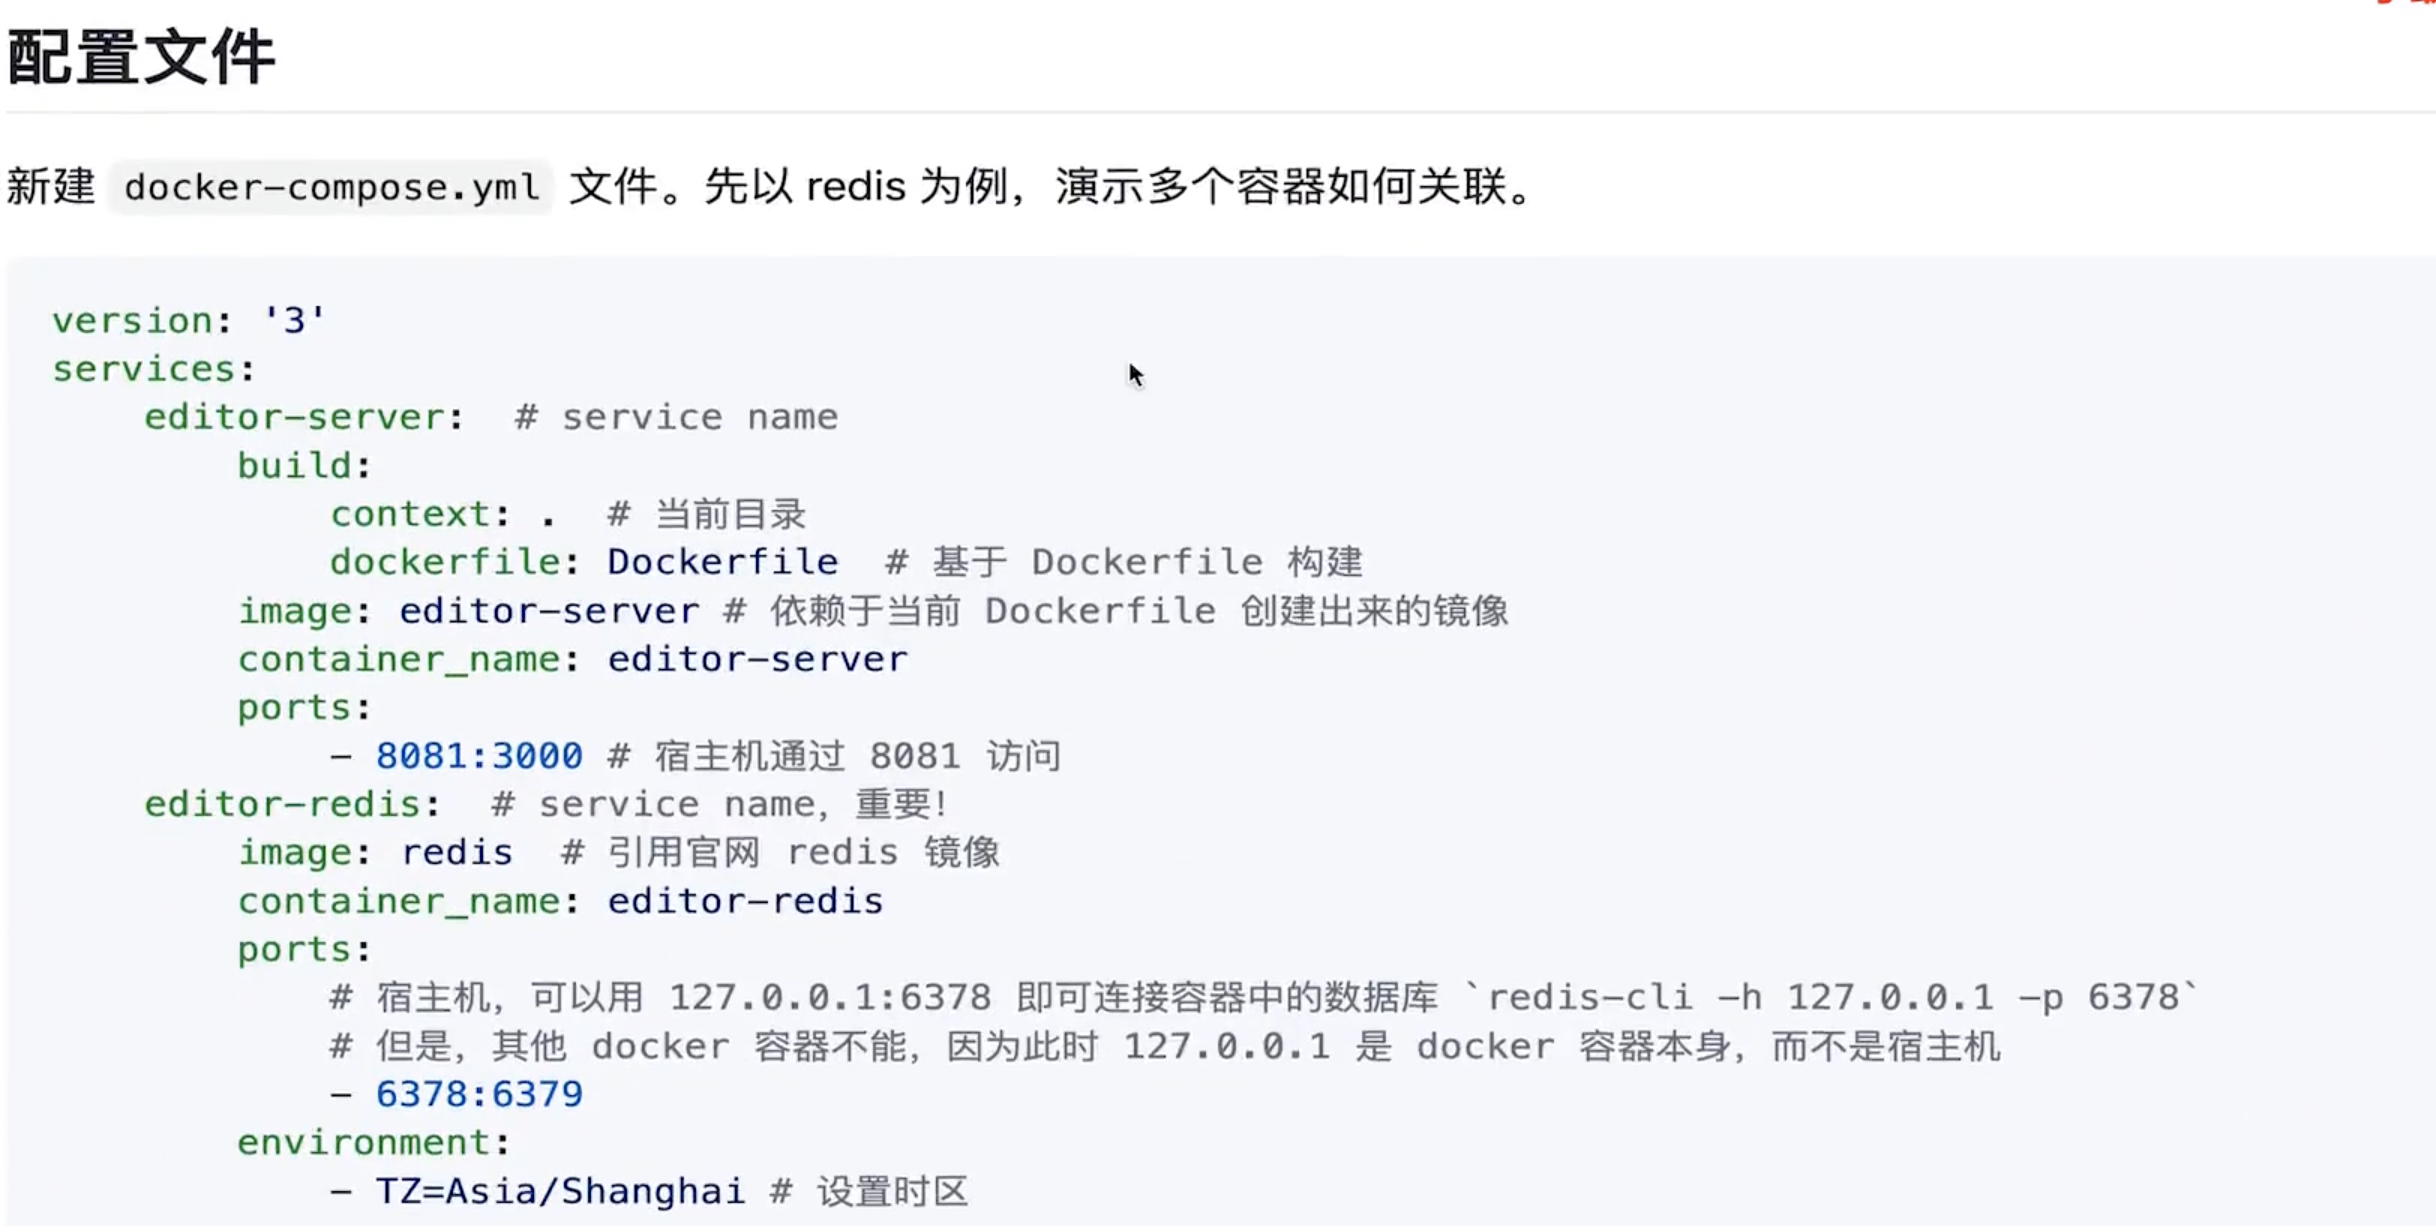 配置文件
新建 docker-compose.yml 文件。先以 redis 为例，演示多个容器如何关联。
version: '3'
services:
    editor-server:  # service name
        build:
            context: .  # 当前目录
            dockerfile: Dockerfile  # 基于 Dockerfile 构建
        image: editor-server # 依赖于当前 Dockerfile 创建出来的镜像
        container_name: editor-server
        ports:
            - 8081:3000 # 宿主机通过 8081 访问
    editor-redis:  # service name，重要！
        image: redis  # 引用官网 redis 镜像
        container_name: editor-redis
        ports:
            # 宿主机，可以用 127.0.0.1:6378 即可连接容器中的数据库 `redis-cli -h 127.0.0.1 -p 6378`
            # 但是，其他 docker 容器不能，因为此时 127.0.0.1 是 docker 容器本身，而不是宿主机
            - 6378:6379
        environment:
            - TZ=Asia/Shanghai # 设置时区